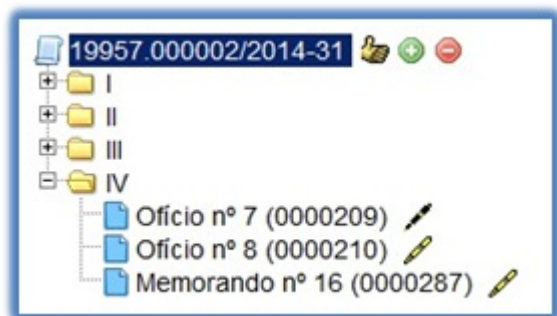 19957.000002/2014-31
I
II
III
IV
Ofício nº 7 (0000209)
Ofício nº 8 (0000210)
Memorando nº 16 (0000287)